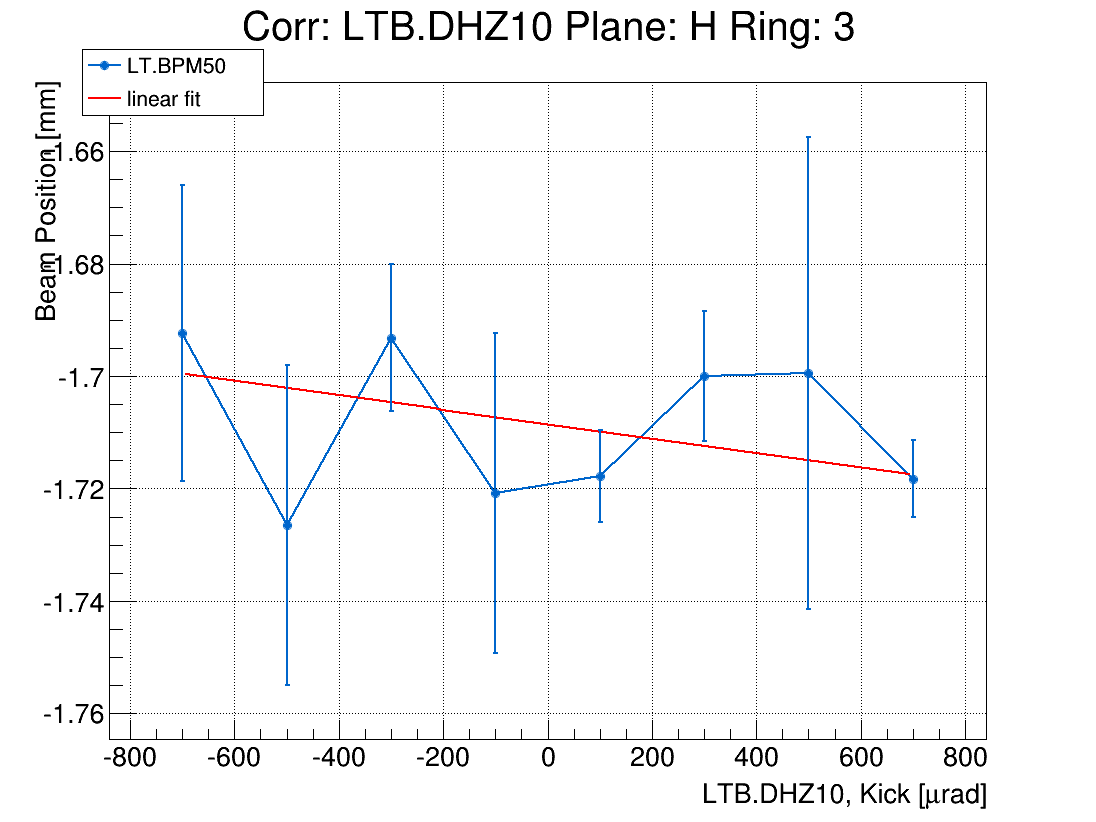 Corr: LTB.DHZ10 Plane: H Ring: 3
LT.BPM50
linear fit
Beam Position [mm]
-1.66
-1.68
-1.7
-1.72
-1.74
-1.76
-800 -600 -400 -200 0 200 400 600 800
LTB.DHZ10, Kick [μrad]